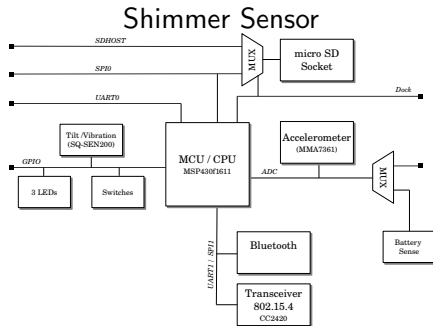 Shimmer Sensor
SDHOST
MUX
micro SD
Socket
SPI0
UART0
Dock
Tilt /Vibration
(SQ-SEN200)
Accelerometer
(MMA7361)
MCU / CPU
MSP430f1611
GPIO
ADC
MUX
3 LEDs
Switches
UART1 / SPI1
Bluetooth
Battery
Sense
Transceiver
802.15.4
CC2420